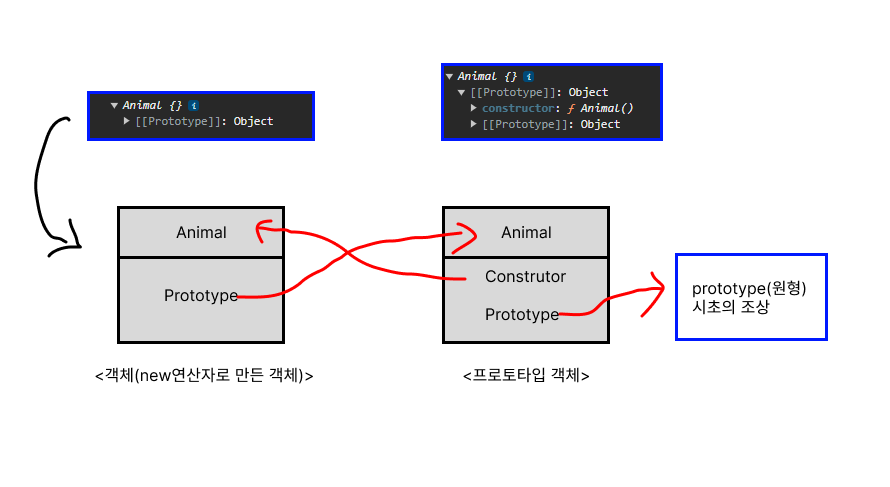 Animal {} i
[[Prototype]]: Object
Animal {} i
[[Prototype]]: Object
constructor: ƒ Animal()
[[Prototype]]: Object
Animal
Prototype
Animal
Construtor
Prototype
prototype(원형)
시초의 조상
<객체(new연산자로 만든 객체)>
<프로토타입 객체>